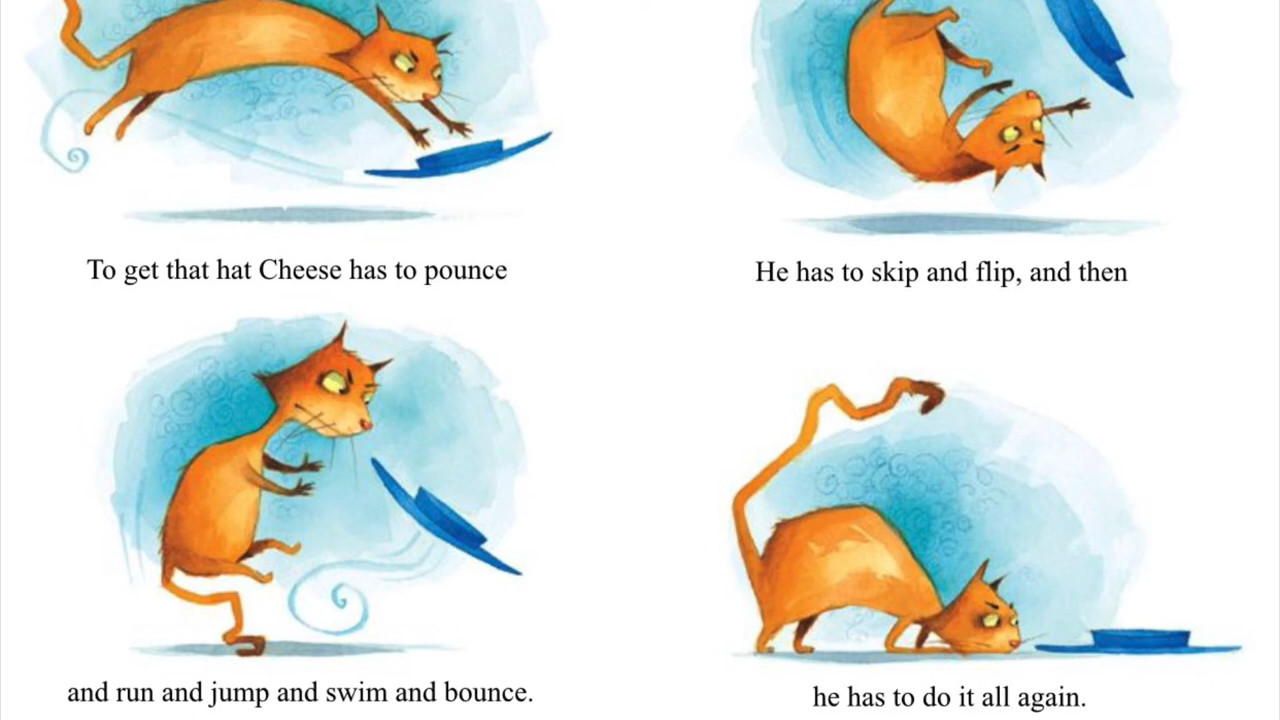 To get that hat Cheese has to pounce
and run and jump and swim and bounce.
He has to skip and flip, and then
he has to do it all again.